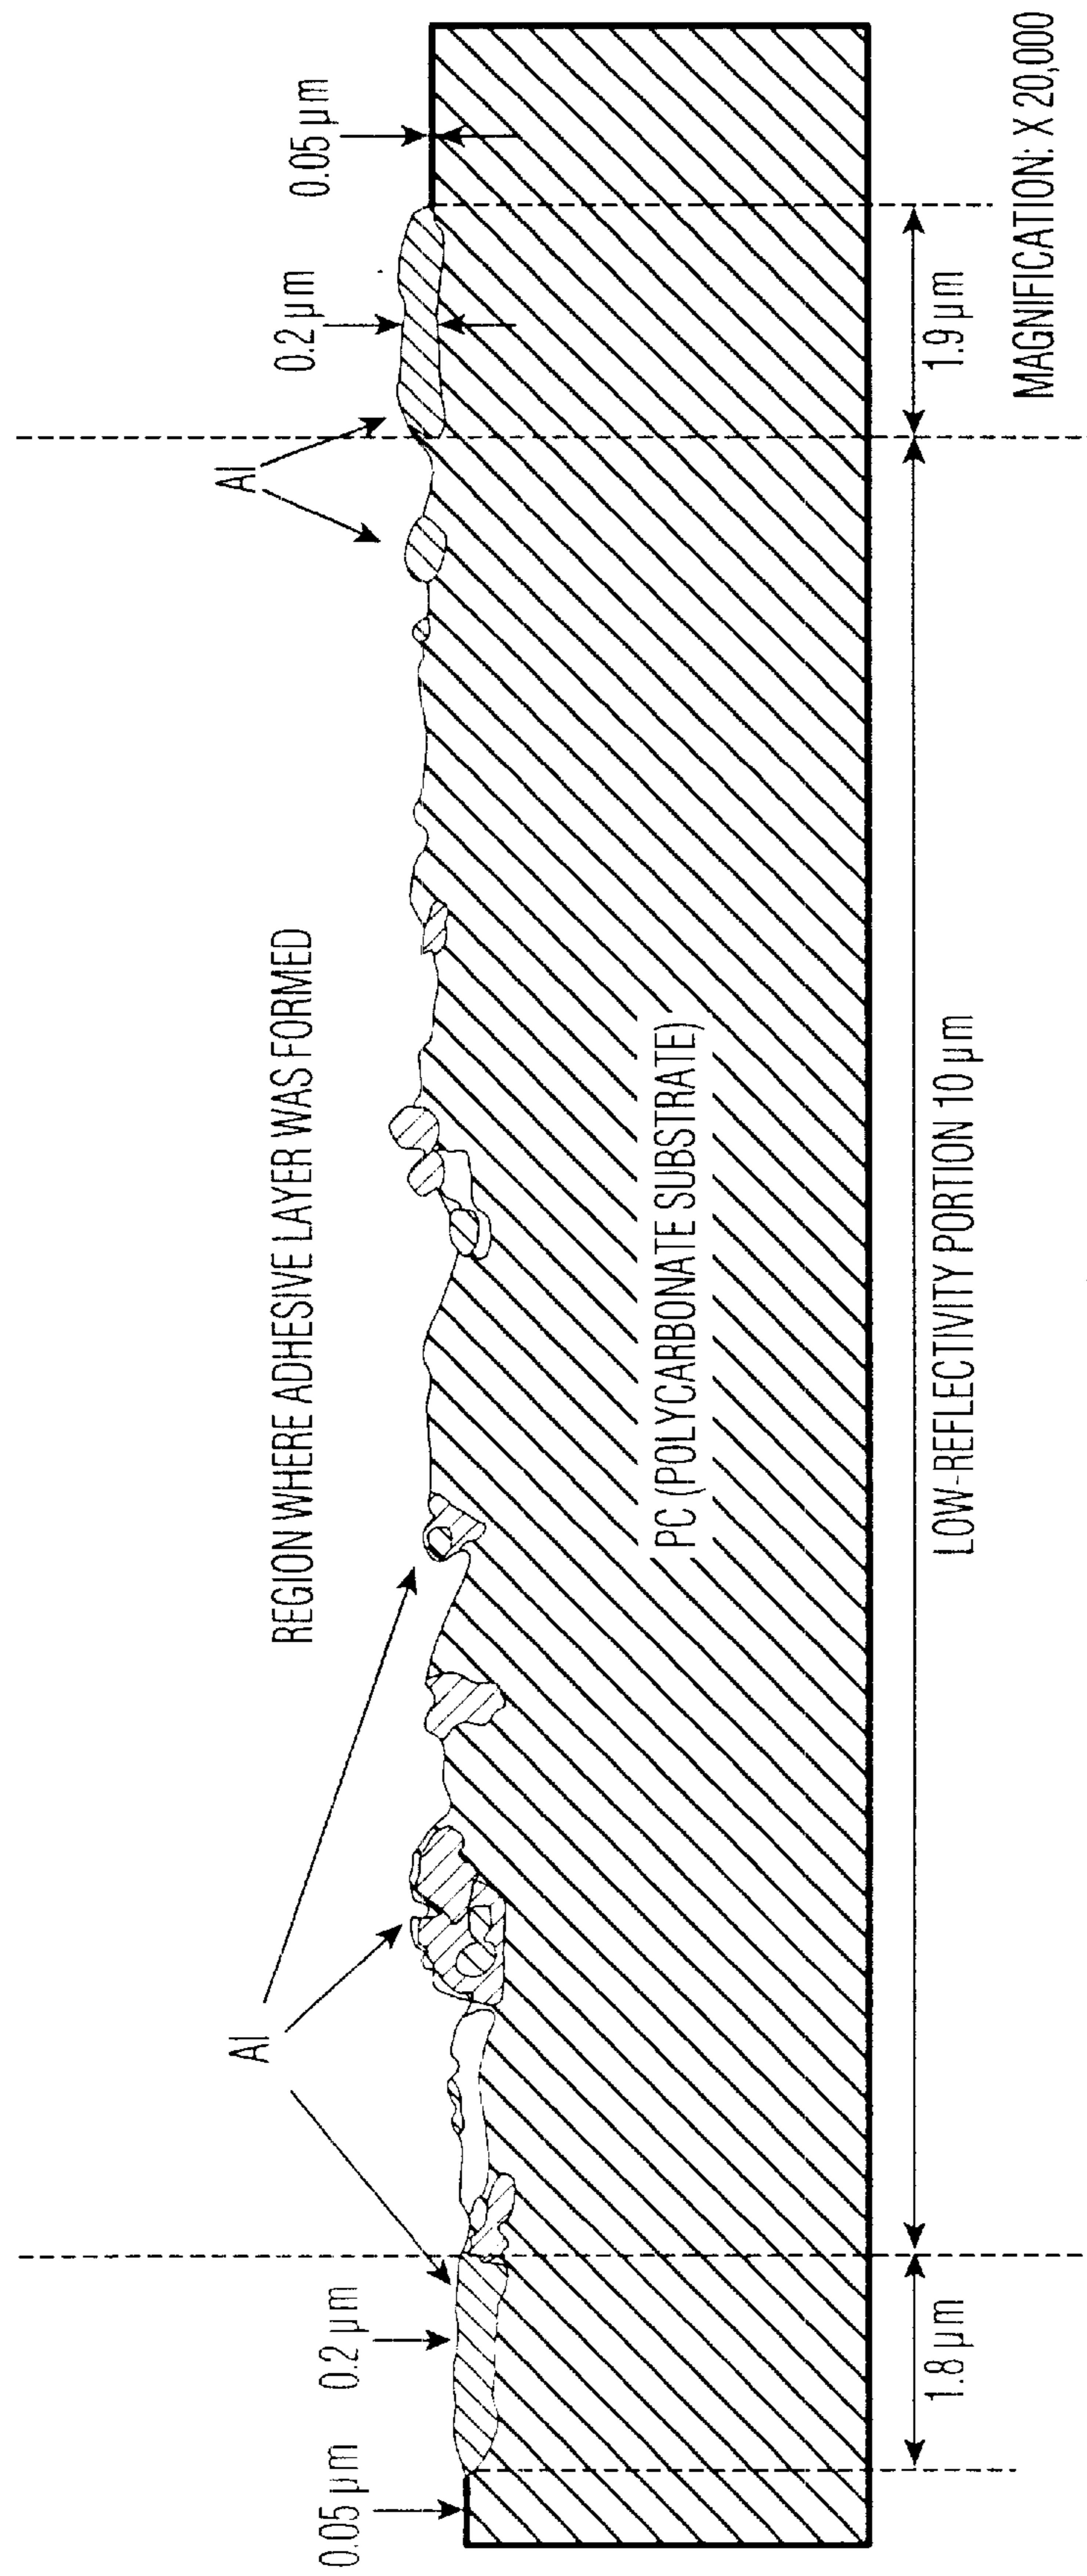 REGION WHERE ADHESIVE LAYER WAS FORMED
Al
Al
0.05 µm
0.2 µm
0.2 µm
0.05 µm
PC (POLYCARBONATE SUBSTRATE)
1.8 µm
LOW-REFLECTIVITY PORTION 10 µm
1.9 µm
MAGNIFICATION: X 20,000